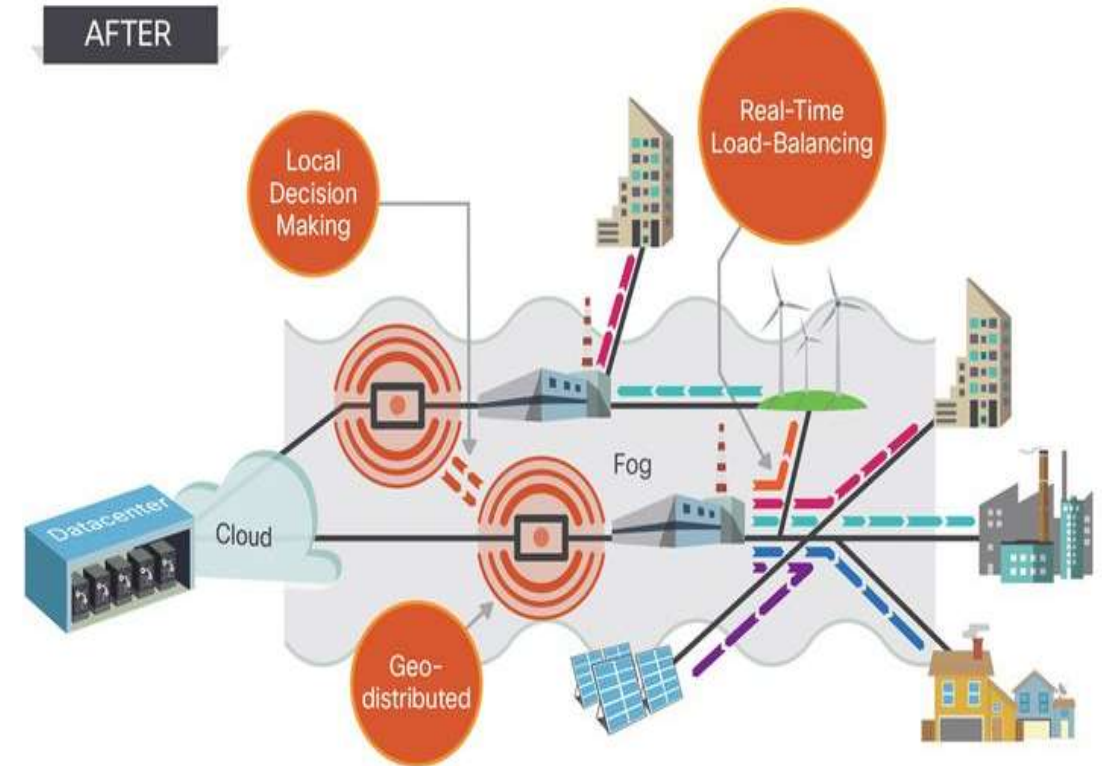 AFTER
Real-Time
Load-Balancing
Local
Decision
Making
Fog
Datacenter
Cloud
Geo-
distributed